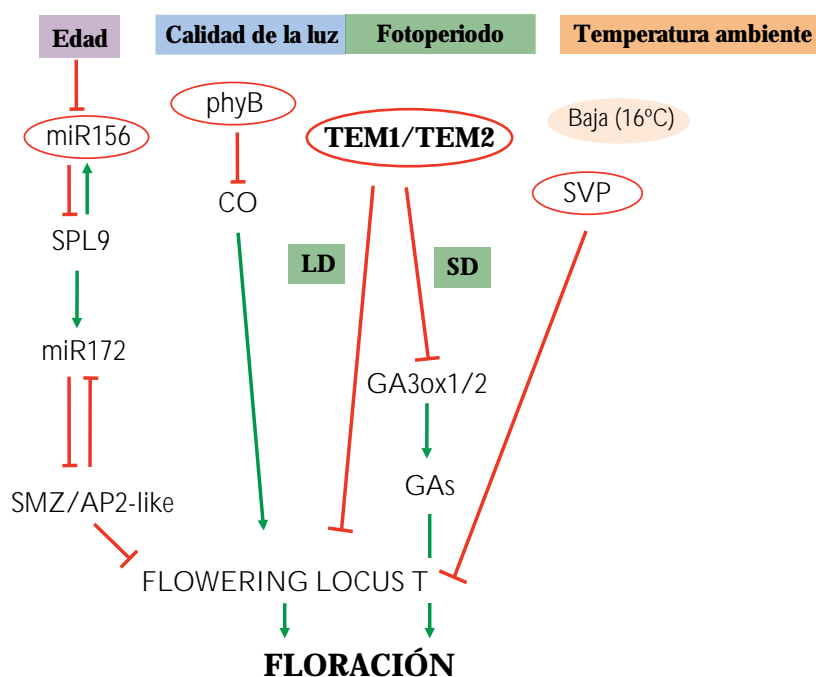 Edad
Calidad de la luz
Fotoperiodo
Temperatura ambiente
phyB
miR156
TEM1/TEM2
Baja (16ºC)
CO
SVP
SPL9
LD
SD
miR172
GA3ox1/2
SMZ/AP2-like
GAs
FLOWERING LOCUS T
FLORACIÓN